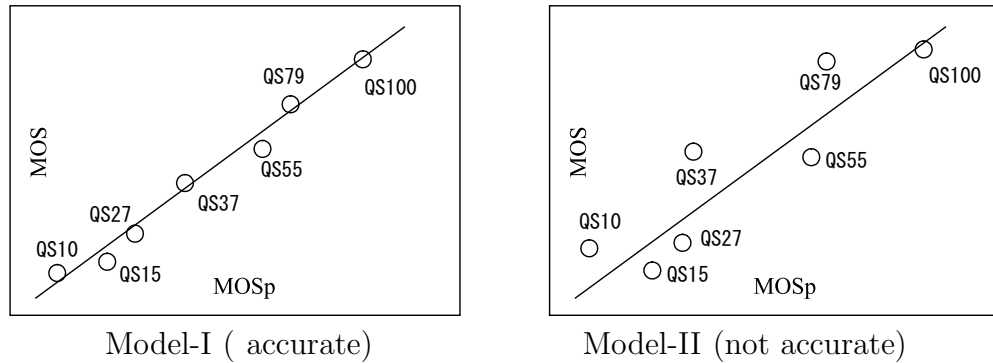 QS79
QS100
MOS
QS55
QS37
QS27
QS10
QS15
MOSp
Model-I ( accurate)
QS79
QS100
MOS
QS55
QS37
QS10
QS27
QS15
MOSp
Model-II (not accurate)